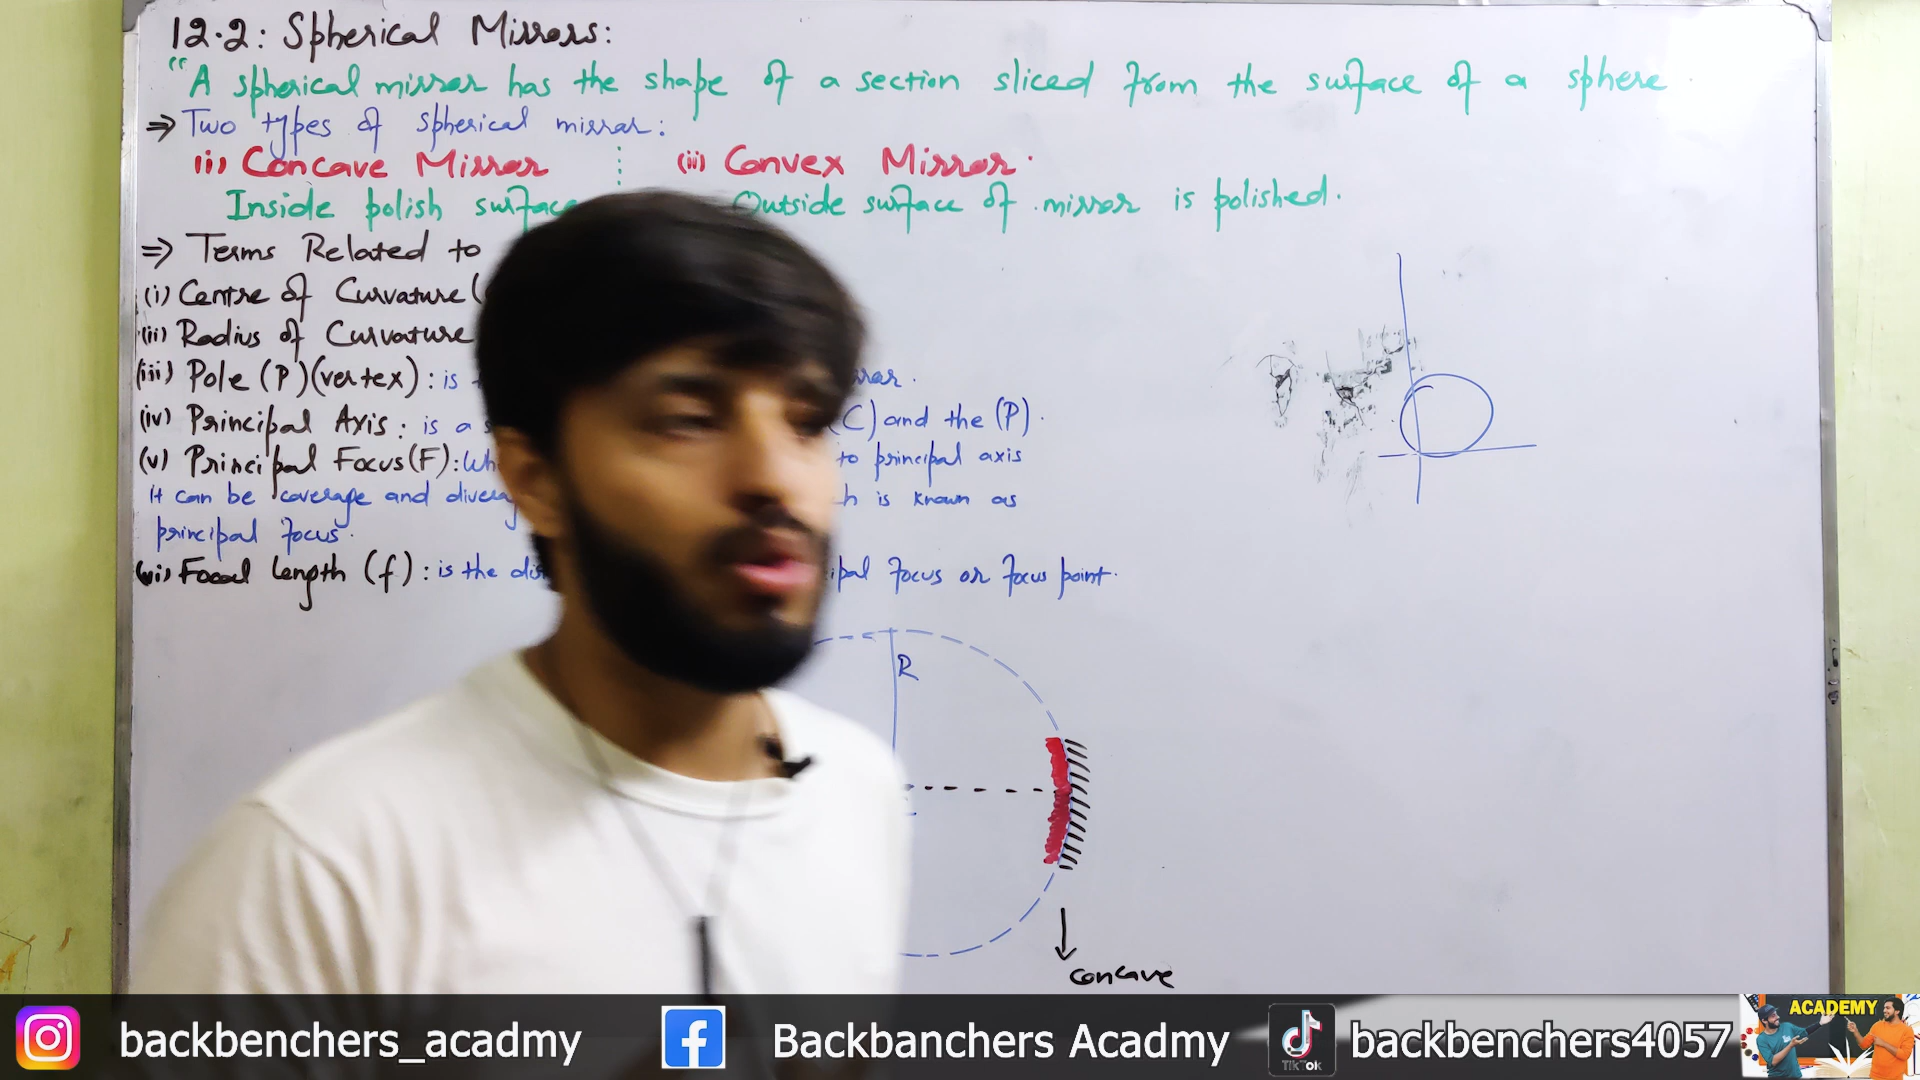 12.2: Spherical Mirrors:
"A spherical mirror has the shape of a section sliced from the surface of a sphere
⇒ Two types of spherical mirror:
(i) Concave Mirror (ii) Convex Mirror.
Inside polish surface Outside surface of mirror is polished.
⇒ Terms Related to
(i) Centre of Curvature (
(ii) Radius of Curvature
(iii) Pole (P) (vertex): is
(iv) Principal Axis: is a (C) and the (P).
(v) Principal Focus (F): to principal axis
it can be coverage and is known as
principal focus.
(vi) Focal length (f): is the focus or focus point.
R
concave
backbenchers_acadmy
Backbanchers Acadmy
TikTok
backbenchers4057
ACADEMY